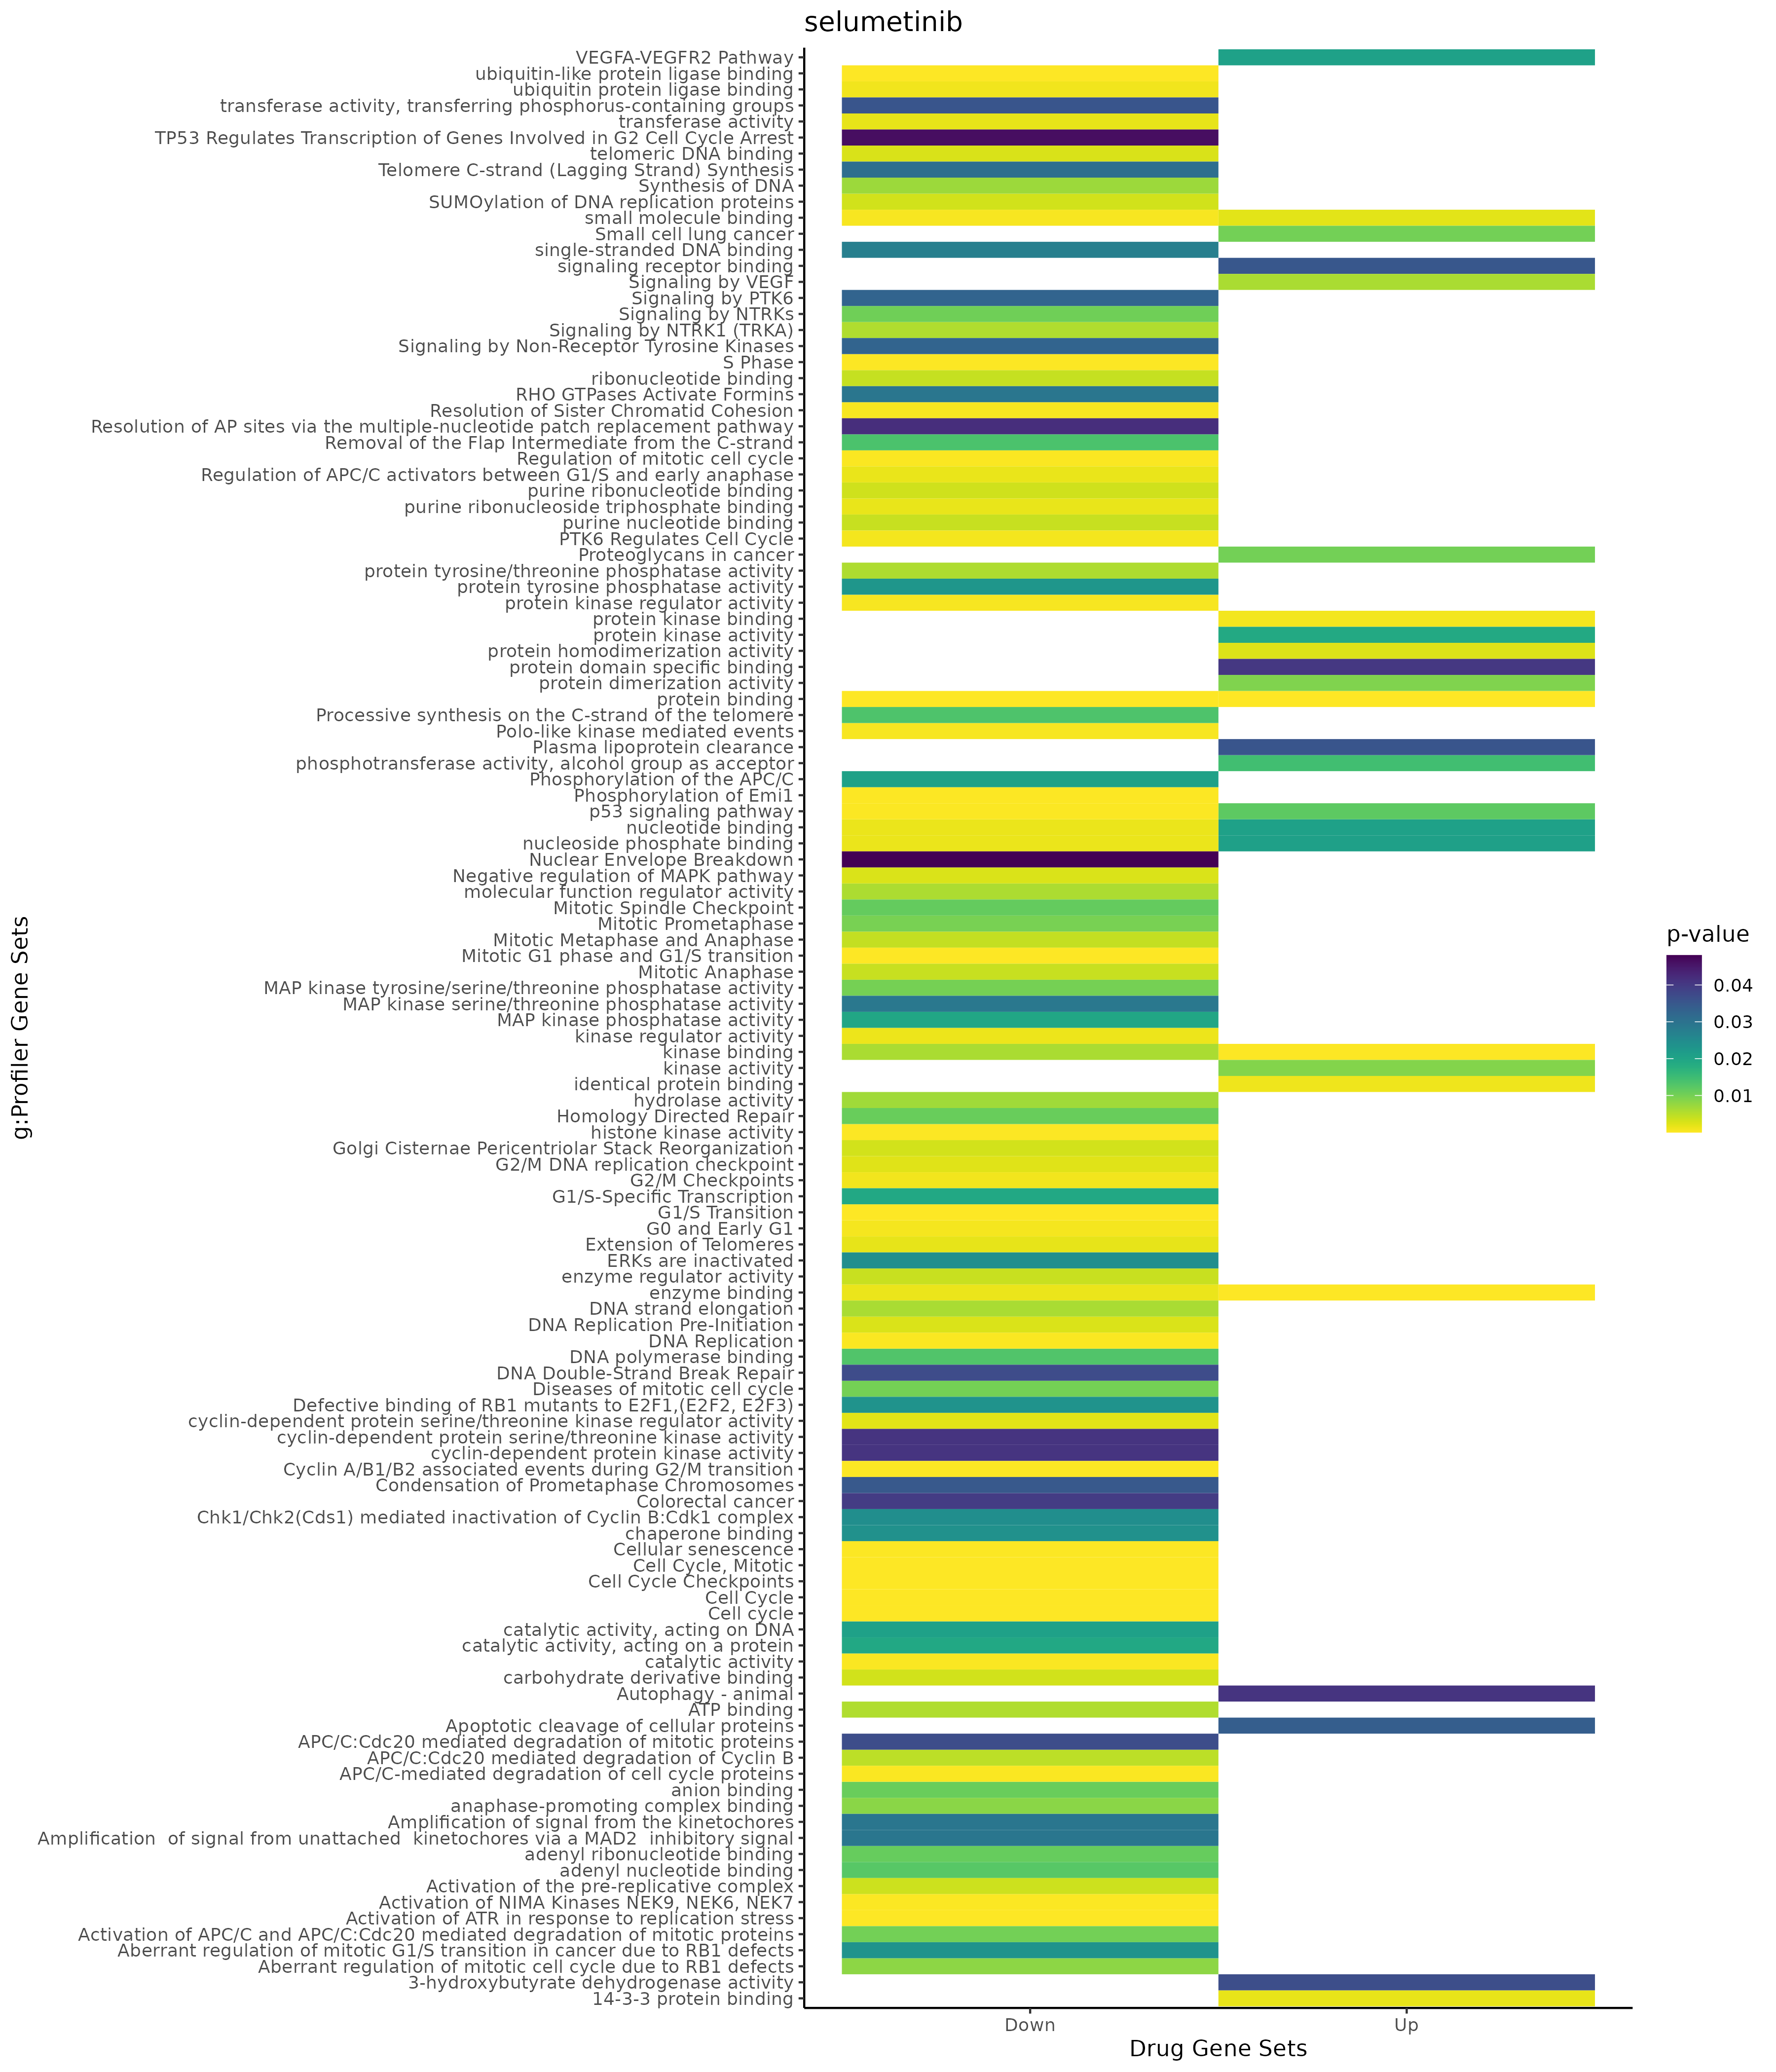 selumetinib
VEGFA-VEGFR2 Pathway
ubiquitin-like protein ligase binding
ubiquitin protein ligase binding
transferase activity, transferring phosphorus-containing groups
transferase activity
TP53 Regulates Transcription of Genes Involved in G2 Cell Cycle Arrest
telomeric DNA binding
Telomere C-strand (Lagging Strand) Synthesis
Synthesis of DNA
SUMOylation of DNA replication proteins
small molecule binding
Small cell lung cancer
single-stranded DNA binding
signaling receptor binding
Signaling by VEGF
Signaling by PTK6
Signaling by NTRKs
Signaling by NTRK1 (TRKA)
Signaling by Non-Receptor Tyrosine Kinases
S Phase
ribonucleotide binding
RHO GTPases Activate Formins
Resolution of Sister Chromatid Cohesion
Resolution of AP sites via the multiple-nucleotide patch replacement pathway
Removal of the Flap Intermediate from the C-strand
Regulation of mitotic cell cycle
Regulation of APC/C activators between G1/S and early anaphase
purine ribonucleotide binding
purine ribonucleoside triphosphate binding
purine nucleotide binding
PTK6 Regulates Cell Cycle
Proteoglycans in cancer
protein tyrosine/threonine phosphatase activity
protein tyrosine phosphatase activity
protein kinase regulator activity
protein kinase binding
protein kinase activity
protein homodimerization activity
protein domain specific binding
protein dimerization activity
protein binding
Processive synthesis on the C-strand of the telomere
Polo-like kinase mediated events
Plasma lipoprotein clearance
phosphotransferase activity, alcohol group as acceptor
Phosphorylation of the APC/C
Phosphorylation of Emi1
p53 signaling pathway
nucleotide binding
nucleoside phosphate binding
Nuclear Envelope Breakdown
Negative regulation of MAPK pathway
molecular function regulator activity
Mitotic Spindle Checkpoint
Mitotic Prometaphase
Mitotic Metaphase and Anaphase
Mitotic G1 phase and G1/S transition
Mitotic Anaphase
MAP kinase tyrosine/serine/threonine phosphatase activity
MAP kinase serine/threonine phosphatase activity
MAP kinase phosphatase activity
kinase regulator activity
kinase binding
kinase activity
identical protein binding
hydrolase activity
Homology Directed Repair
histone kinase activity
Golgi Cisternae Pericentriolar Stack Reorganization
G2/M DNA replication checkpoint
G2/M Checkpoints
G1/S-Specific Transcription
G1/S Transition
G0 and Early G1
Extension of Telomeres
ERKs are inactivated
enzyme regulator activity
enzyme binding
DNA strand elongation
DNA Replication Pre-Initiation
DNA Replication
DNA polymerase binding
DNA Double-Strand Break Repair
Diseases of mitotic cell cycle
Defective binding of RB1 mutants to E2F1,(E2F2, E2F3)
cyclin-dependent protein serine/threonine kinase regulator activity
cyclin-dependent protein serine/threonine kinase activity
cyclin-dependent protein kinase activity
Cyclin A/B1/B2 associated events during G2/M transition
Condensation of Prometaphase Chromosomes
Colorectal cancer
Chk1/Chk2(Cds1) mediated inactivation of Cyclin B:Cdk1 complex
chaperone binding
Cellular senescence
Cell Cycle, Mitotic
Cell Cycle Checkpoints
Cell Cycle
Cell cycle
catalytic activity, acting on DNA
catalytic activity, acting on a protein
catalytic activity
carbohydrate derivative binding
Autophagy - animal
ATP binding
Apoptotic cleavage of cellular proteins
APC/C:Cdc20 mediated degradation of mitotic proteins
APC/C:Cdc20 mediated degradation of Cyclin B
APC/C-mediated degradation of cell cycle proteins
anion binding
anaphase-promoting complex binding
Amplification of signal from the kinetochores
Amplification  of signal from unattached  kinetochores via a MAD2  inhibitory signal
adenyl ribonucleotide binding
adenyl nucleotide binding
Activation of the pre-replicative complex
Activation of NIMA Kinases NEK9, NEK6, NEK7
Activation of ATR in response to replication stress
Activation of APC/C and APC/C:Cdc20 mediated degradation of mitotic proteins
Aberrant regulation of mitotic G1/S transition in cancer due to RB1 defects
Aberrant regulation of mitotic cell cycle due to RB1 defects
3-hydroxybutyrate dehydrogenase activity
14-3-3 protein binding
Down
Up
Drug Gene Sets
g:Profiler Gene Sets
p-value
0.04
0.03
0.02
0.01